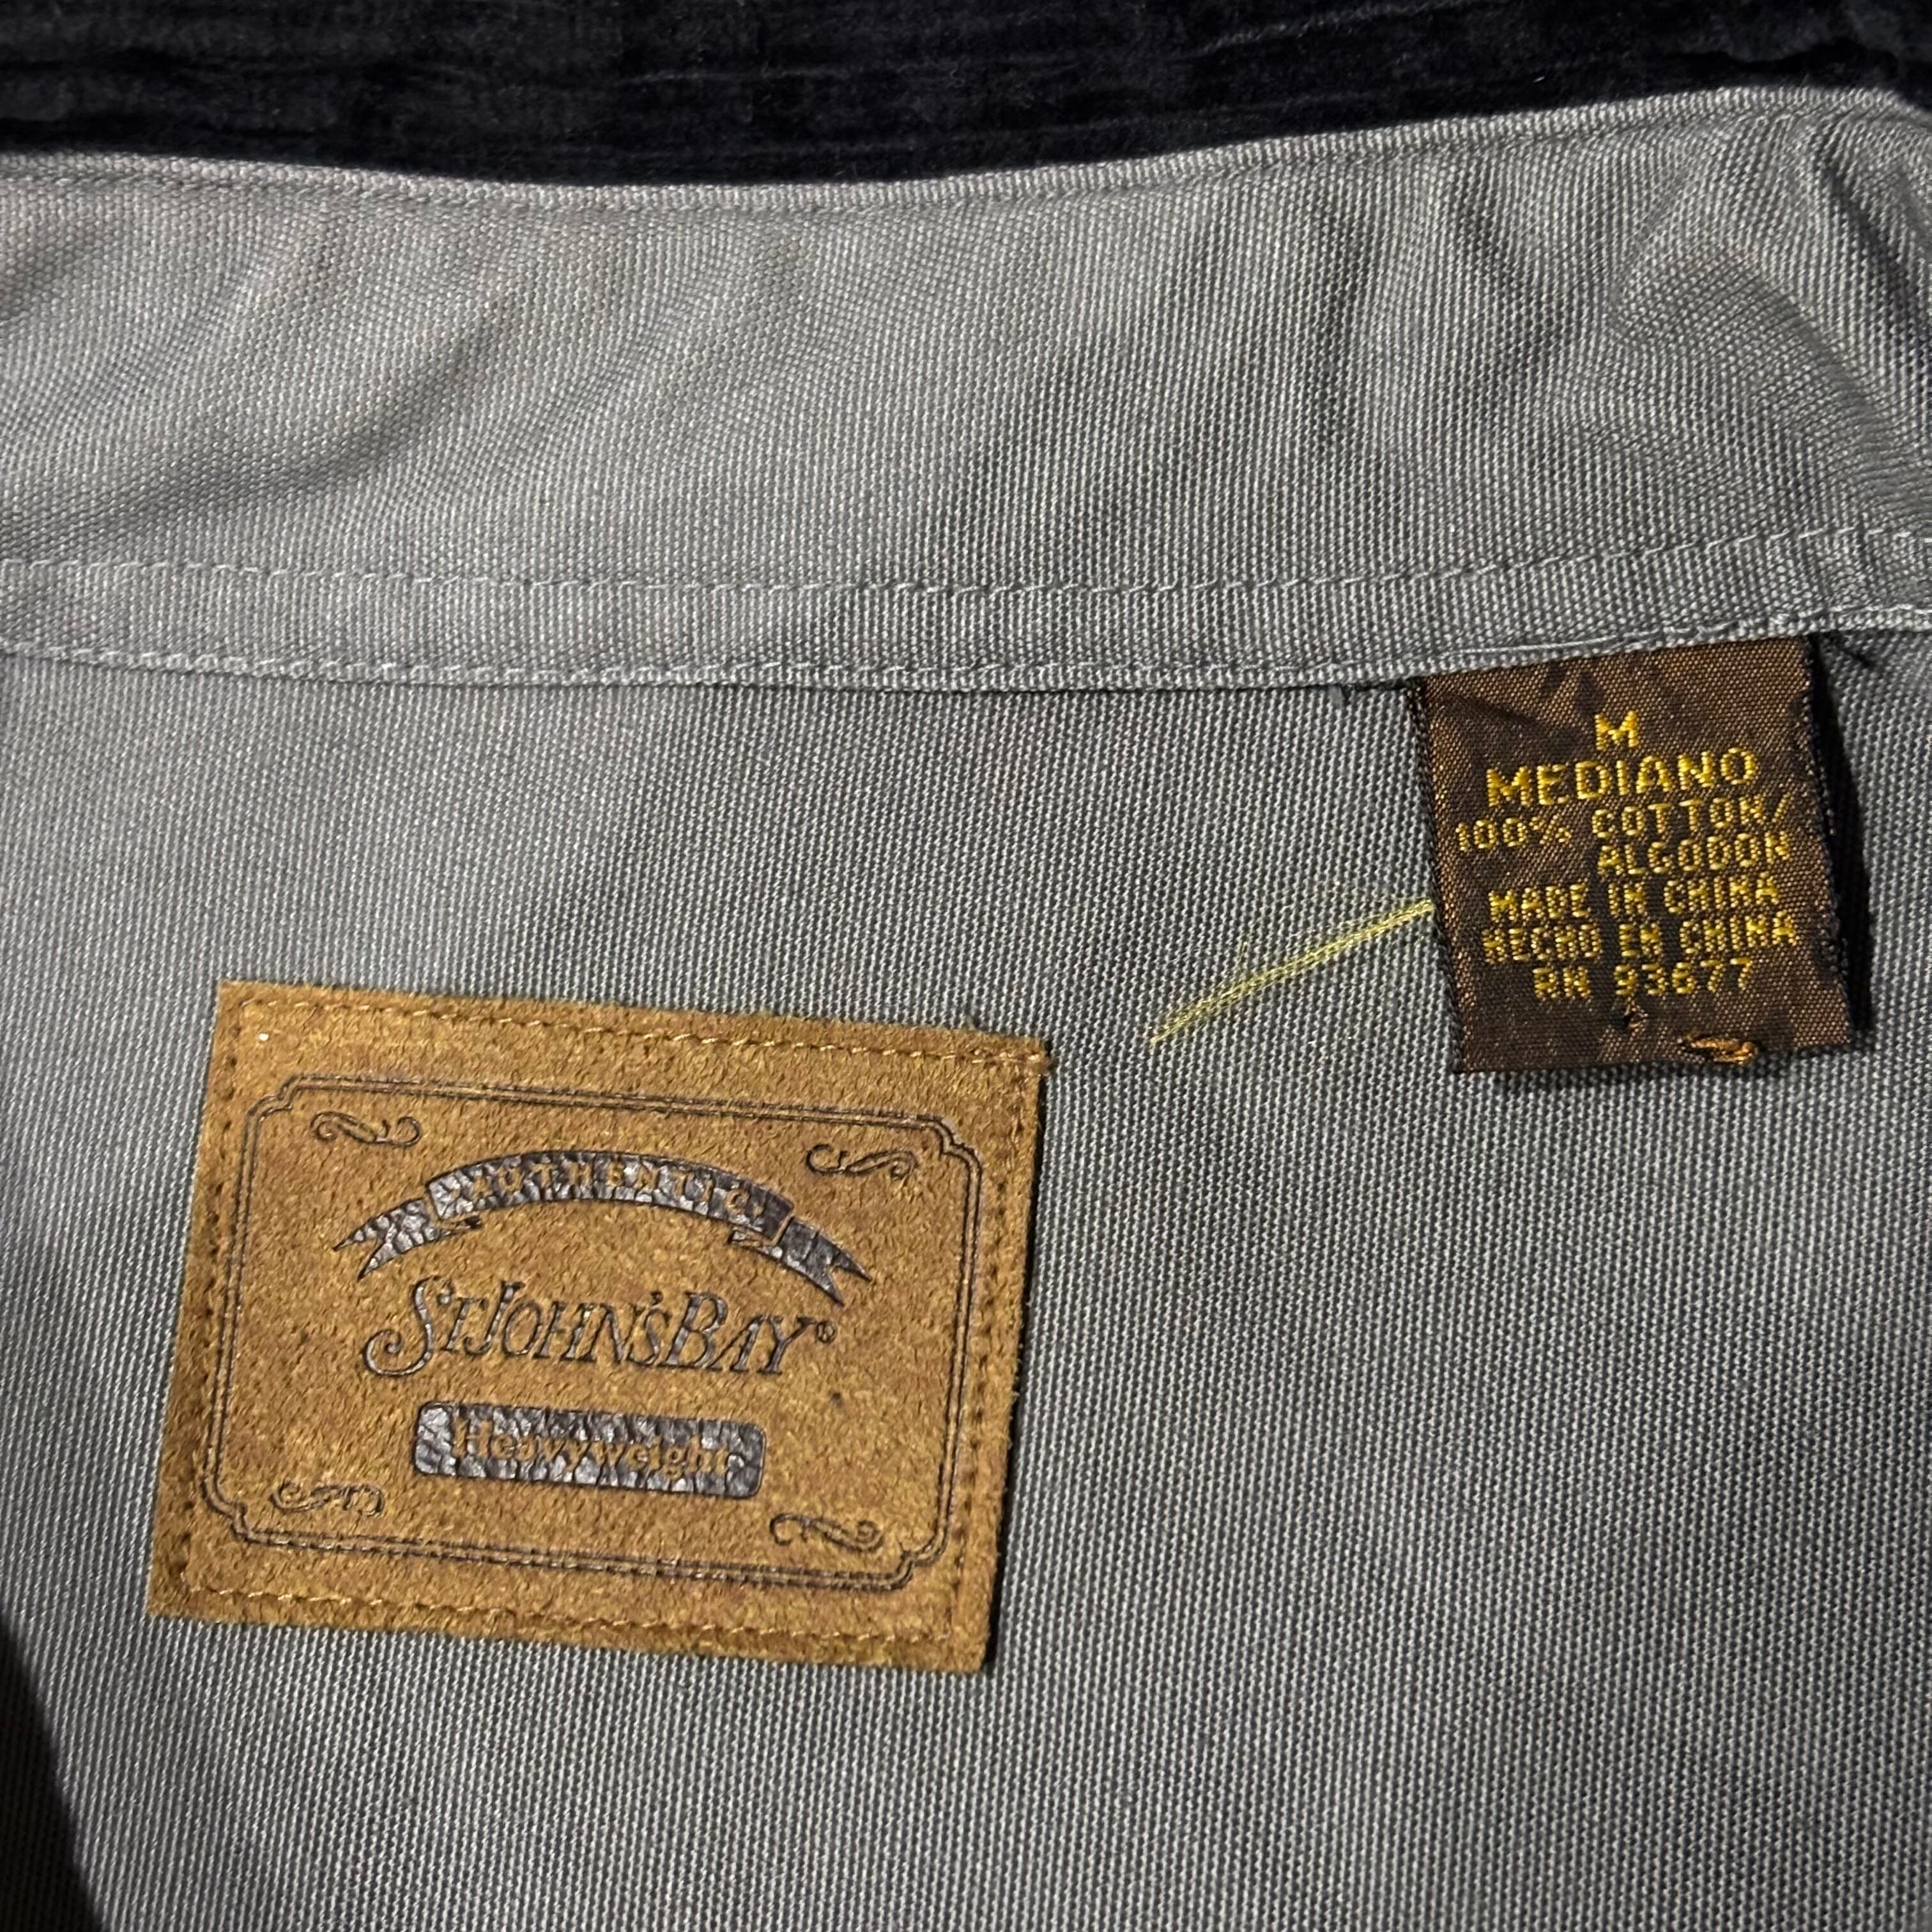 AUTHENTIC
ST. JOHN'S BAY®
Heavyweight
M
MEDIANO
100% COTTON/
ALGODON
MADE IN CHINA
HECHO EN CHINA
RN 93677